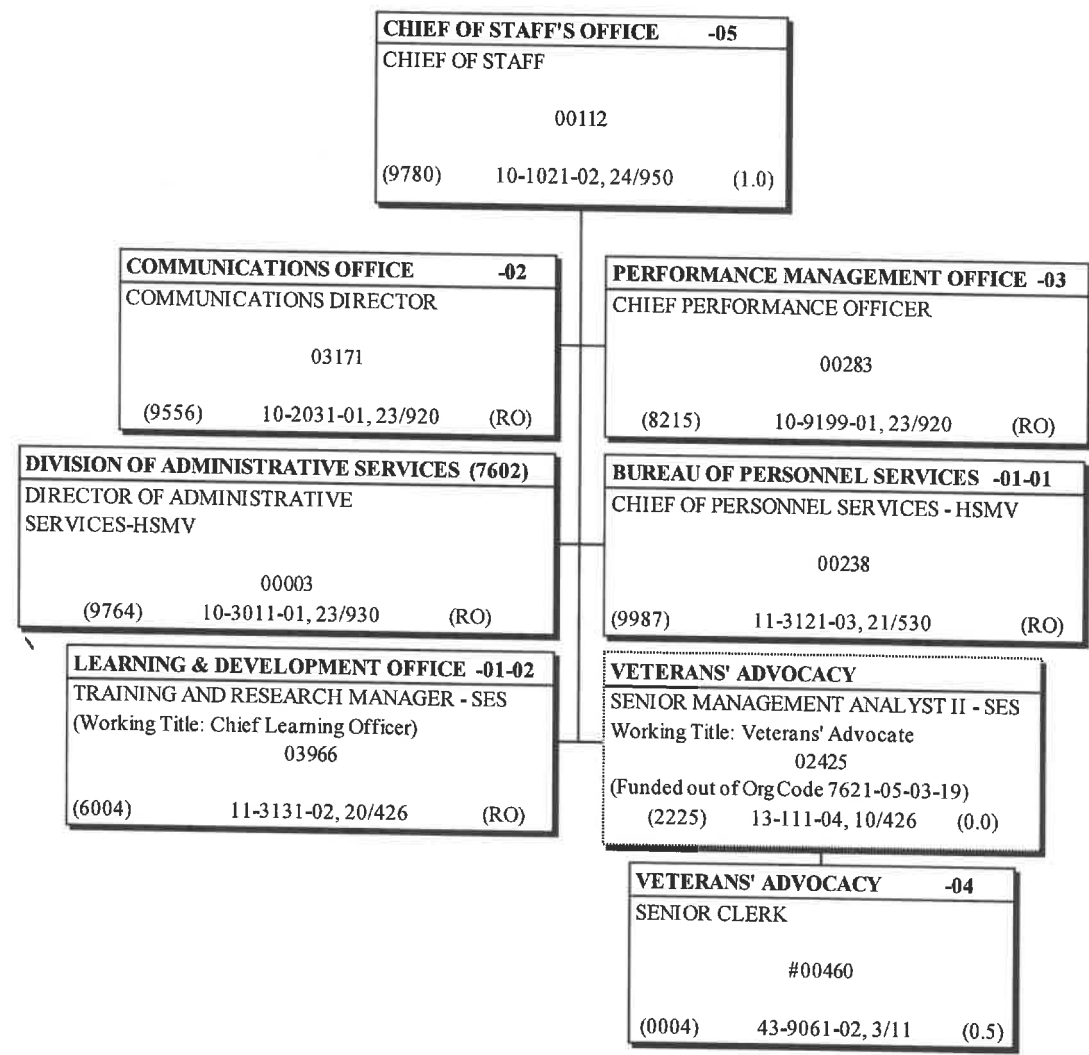 CHIEF OF STAFF'S OFFICE -05
CHIEF OF STAFF
00112
(9780) 10-1021-02, 24/950 (1.0)
COMMUNICATIONS OFFICE -02
COMMUNICATIONS DIRECTOR
03171
(9556) 10-2031-01, 23/920 (RO)
PERFORMANCE MANAGEMENT OFFICE -03
CHIEF PERFORMANCE OFFICER
00283
(8215) 10-9199-01, 23/920 (RO)
DIVISION OF ADMINISTRATIVE SERVICES (7602)
DIRECTOR OF ADMINISTRATIVE
SERVICES-HSMV
00003
(9764) 10-3011-01, 23/930 (RO)
BUREAU OF PERSONNEL SERVICES -01-01
CHIEF OF PERSONNEL SERVICES - HSMV
00238
(9987) 11-3121-03, 21/530 (RO)
LEARNING & DEVELOPMENT OFFICE -01-02
TRAINING AND RESEARCH MANAGER - SES
(Working Title: Chief Learning Officer)
03966
(6004) 11-3131-02, 20/426 (RO)
VETERANS' ADVOCACY
SENIOR MANAGEMENT ANALYST II - SES
Working Title: Veterans' Advocate
02425
(Funded out of Org Code 7621-05-03-19)
(2225) 13-111-04, 10/426 (0.0)
VETERANS' ADVOCACY -04
SENIOR CLERK
#00460
(0004) 43-9061-02, 3/11 (0.5)